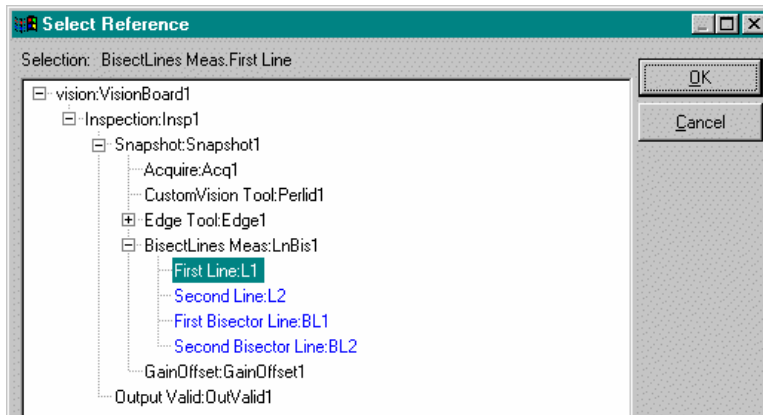 Select Reference
Selection: BisectLines Meas.First Line
OK
Cancel
vision:VisionBoard1
Inspection:Insp1
Snapshot:Snapshot1
Acquire:Acq1
CustomVision Tool:Perlid1
Edge Tool:Edge1
BisectLines Meas:LnBis1
First Line:L1
Second Line:L2
First Bisector Line:BL1
Second Bisector Line:BL2
GainOffset:GainOffset1
Output Valid:OutValid1